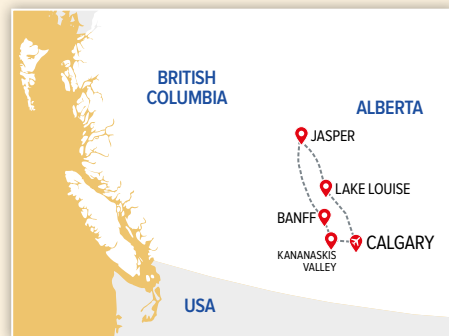 BRITISH
COLUMBIA
ALBERTA
JASPER
LAKE LOUISE
BANFF
CALGARY
KANANASKIS
VALLEY
USA